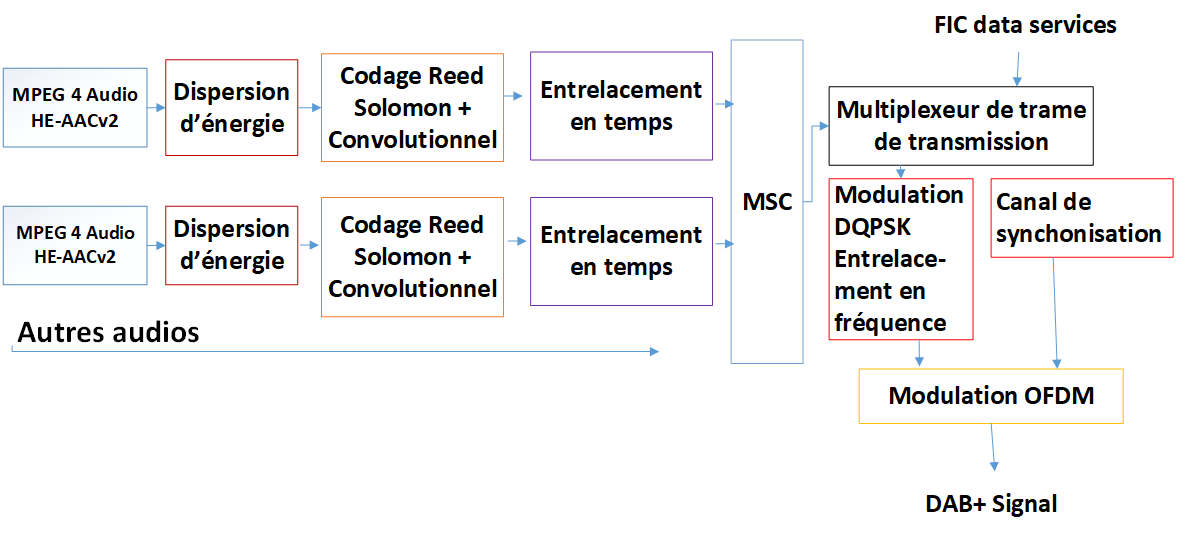 FIC data services
MPEG 4 Audio
HE-AACv2
Dispersion
d'énergie
Codage Reed
Solomon +
Convolutionnel
Entrelacement
en temps
MSC
Multiplexeur de trame
de transmission
MPEG 4 Audio
HE-AACv2
Dispersion
d'énergie
Codage Reed
Solomon +
Convolutionnel
Entrelacement
en temps
Modulation
DQPSK
Entrelace-
ment en
fréquence
Canal de
synchonisation
Autres audios
Modulation OFDM
DAB+ Signal